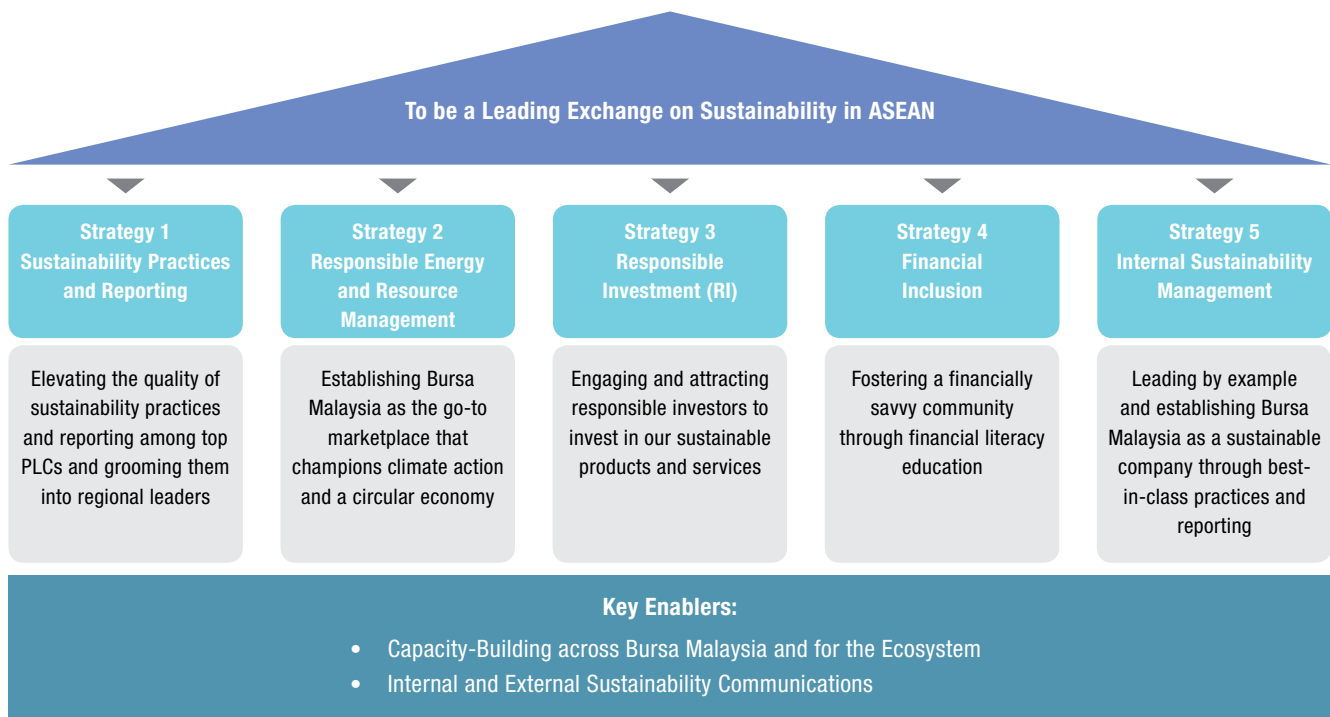 To be a Leading Exchange on Sustainability in ASEAN
Strategy 1
Sustainability Practices
and Reporting
Elevating the quality of
sustainability practices
and reporting among top
PLCs and grooming them
into regional leaders
Strategy 2
Responsible Energy
and Resource
Management
Establishing Bursa
Malaysia as the go-to
marketplace that
champions climate action
and a circular economy
Strategy 3
Responsible
Investment (RI)
Engaging and attracting
responsible investors to
invest in our sustainable
products and services
Strategy 4
Financial
Inclusion
Fostering a financially
savvy community
through financial literacy
education
Strategy 5
Internal Sustainability
Management
Leading by example
and establishing Bursa
Malaysia as a sustainable
company through best-
in-class practices and
reporting
Key Enablers:
• Capacity-Building across Bursa Malaysia and for the Ecosystem
• Internal and External Sustainability Communications